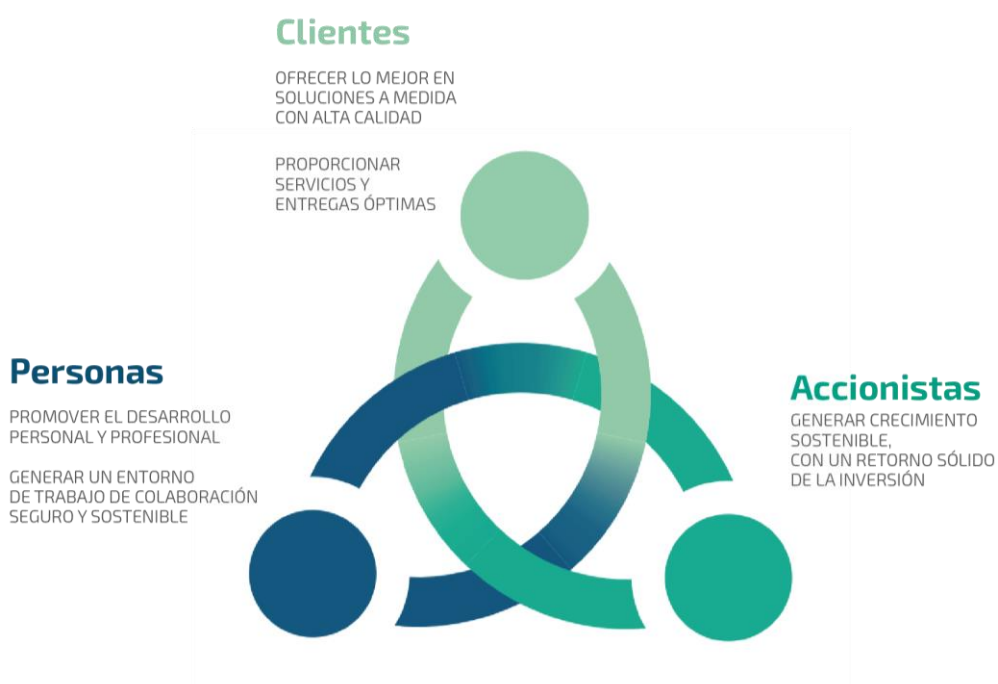 Clientes
OFRECER LO MEJOR EN
SOLUCIONES A MEDIDA
CON ALTA CALIDAD
PROPORCIONAR
SERVICIOS Y
ENTREGAS ÓPTIMAS
Personas
PROMOVER EL DESARROLLO
PERSONAL Y PROFESIONAL
GENERAR UN ENTORNO
DE TRABAJO DE COLABORACIÓN
SEGURO Y SOSTENIBLE
Accionistas
GENERAR CRECIMIENTO
SOSTENIBLE,
CON UN RETORNO SÓLIDO
DE LA INVERSIÓN